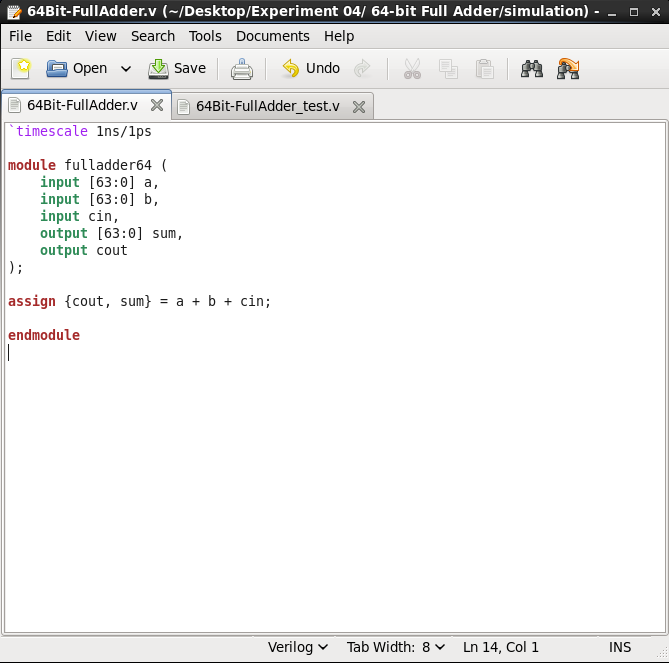 64Bit-FullAdder.v (~/Desktop/Experiment 04/ 64-bit Full Adder/simulation) -
File Edit View Search Tools Documents Help
Open Save Undo
64Bit-FullAdder.v 64Bit-FullAdder_test.v
`timescale 1ns/1ps
module fulladder64 (
    input [63:0] a,
    input [63:0] b,
    input cin,
    output [63:0] sum,
    output cout
);
assign {cout, sum} = a + b + cin;
endmodule
Verilog Tab Width: 8 Ln 14, Col 1 INS